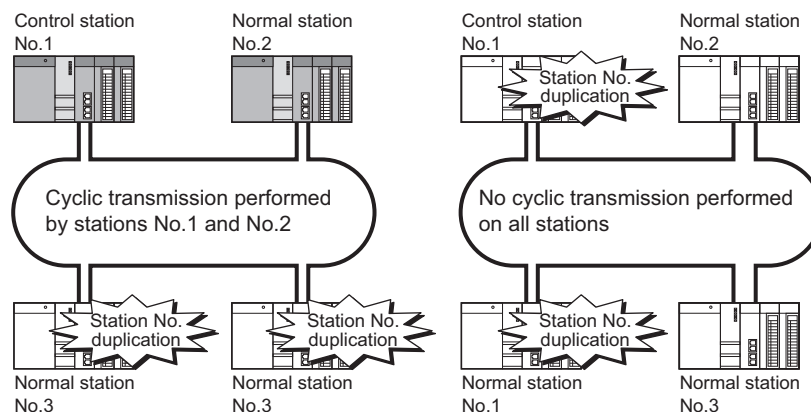 Control station
No.1
Normal station
No.2
Station No.
duplication
Cyclic transmission performed
by stations No.1 and No.2
Station No.
duplication
Station No.
duplication
Normal station
No.3
Normal station
No.3
Control station
No.1
Normal station
No.2
No cyclic transmission performed
on all stations
Station No.
duplication
Normal station
No.1
Normal station
No.3